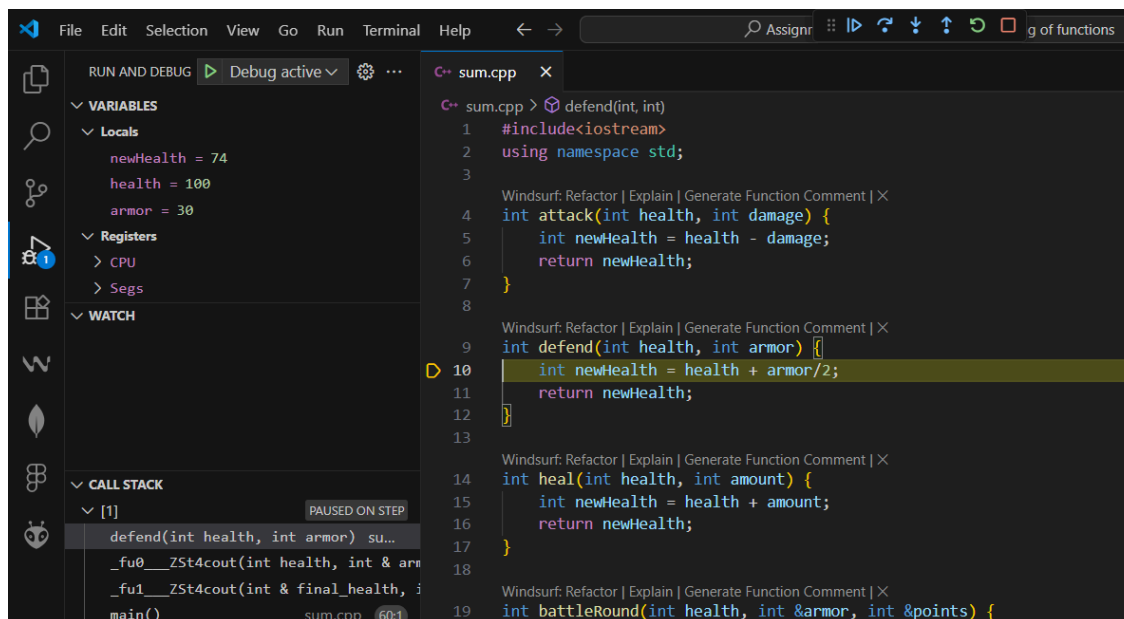 File Edit Selection View Go Run Terminal Help
Assignr
g of functions
RUN AND DEBUG Debug active
VARIABLES
Locals
newHealth = 74
health = 100
armor = 30
Registers
CPU
Segs
WATCH
CALL STACK
[1] PAUSED ON STEP
defend(int health, int armor) su...
_fu0___ZSt4cout(int health, int & arm
_fu1___ZSt4cout(int & final_health, i
main() sum.cpp 60:1
1
C++ sum.cpp
C++ sum.cpp > defend(int, int)
1 #include<iostream>
2 using namespace std;
3
Windsurf: Refactor | Explain | Generate Function Comment | X
4 int attack(int health, int damage) {
5 int newHealth = health - damage;
6 return newHealth;
7 }
8
Windsurf: Refactor | Explain | Generate Function Comment | X
9 int defend(int health, int armor) {
10 int newHealth = health + armor/2;
11 return newHealth;
12 }
13
Windsurf: Refactor | Explain | Generate Function Comment | X
14 int heal(int health, int amount) {
15 int newHealth = health + amount;
16 return newHealth;
17 }
18
Windsurf: Refactor | Explain | Generate Function Comment | X
19 int battleRound(int health, int &armor, int &points) {